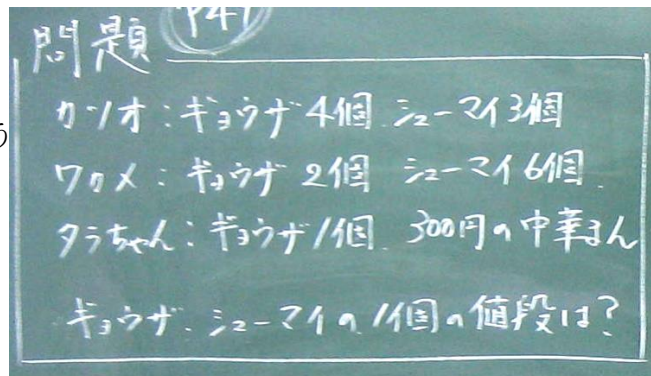 問題 P41
カツオ：ギョウザ4個 シューマイ3個
ワカメ：ギョウザ2個 シューマイ6個
タラちゃん：ギョウザ1個 300円の中華まん
ギョウザ、シューマイの1個の値段は？